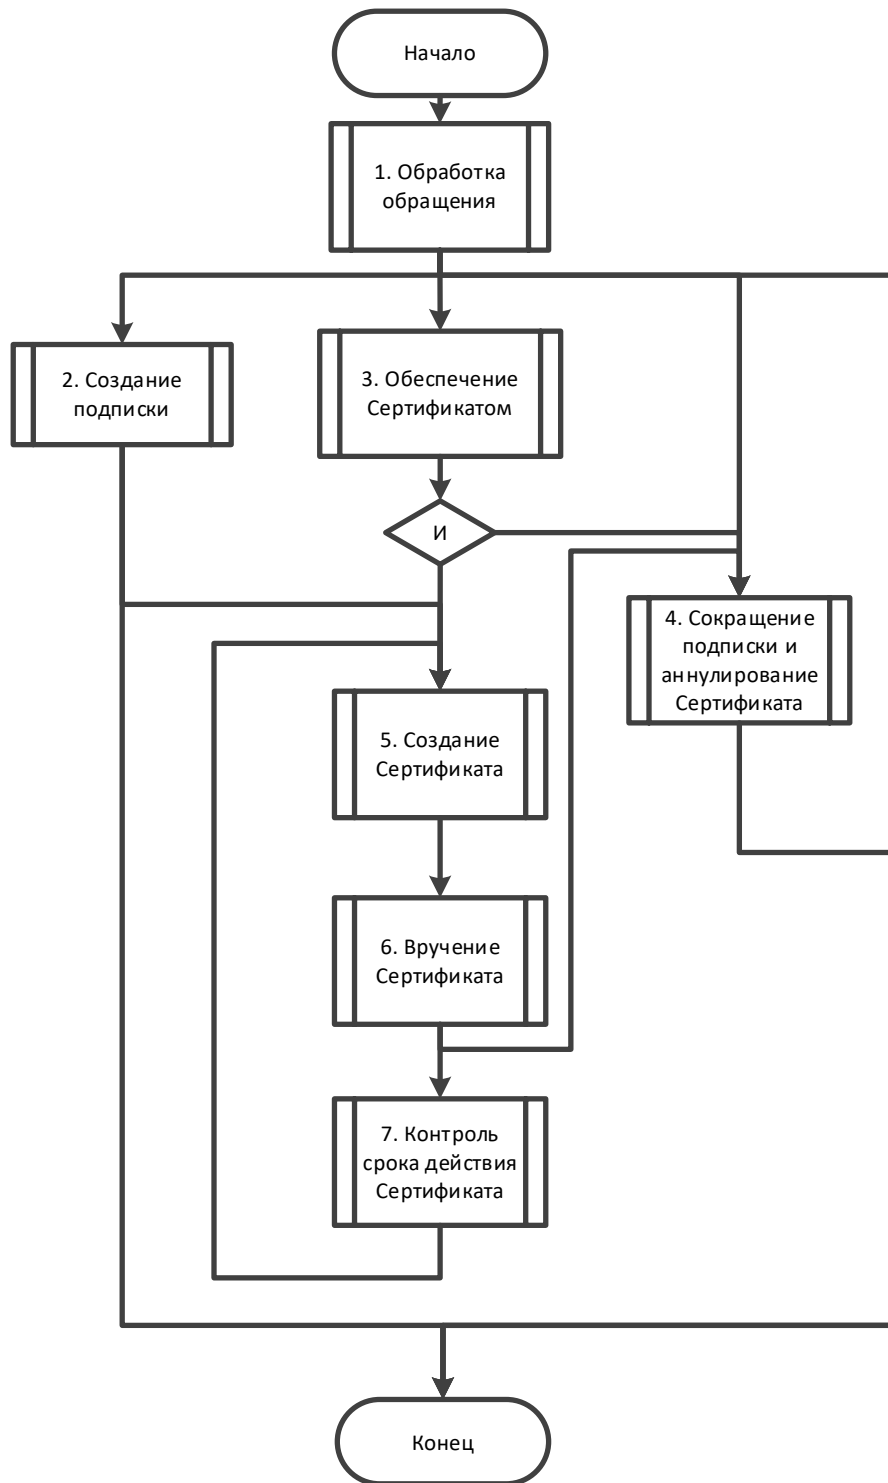 Начало
1. Обработка
обращения
2. Создание
подписки
3. Обеспечение
Сертификатом
И
4. Сокращение
подписки и
аннулирование
Сертификата
5. Создание
Сертификата
6. Вручение
Сертификата
7. Контроль
срока действия
Сертификата
Конец